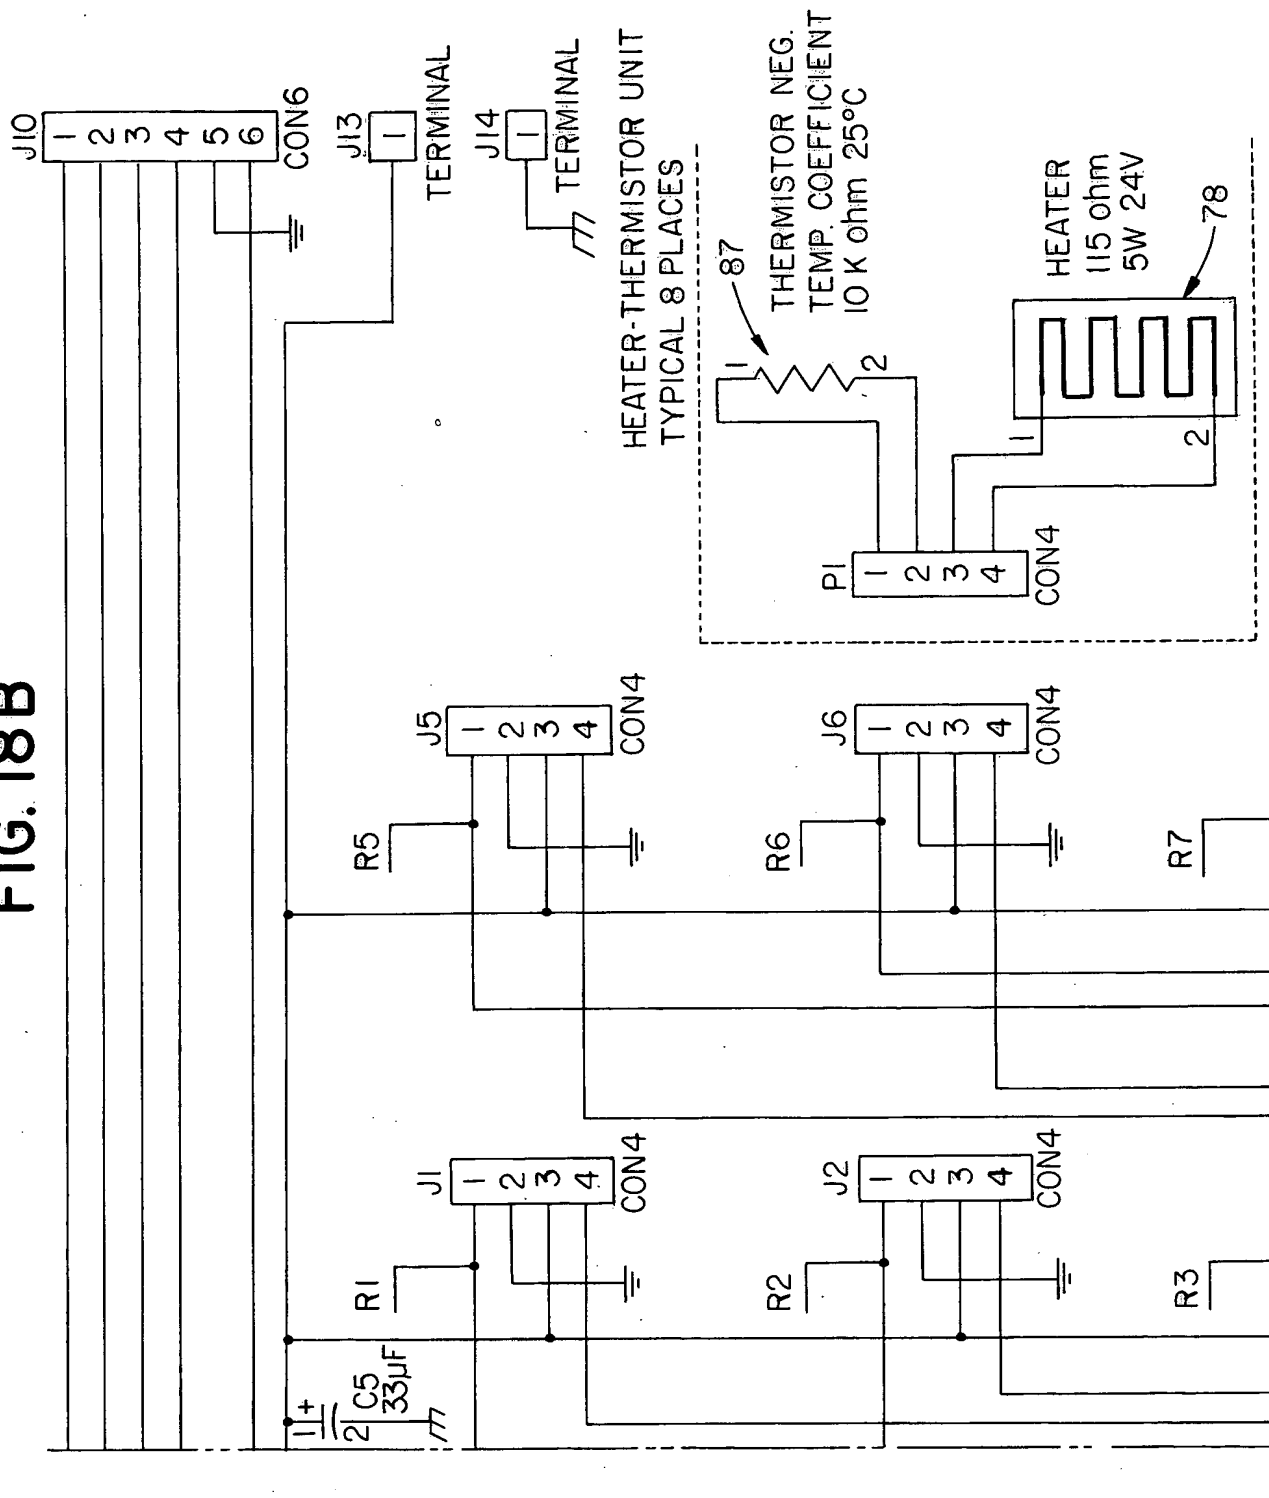 FIG. 18B
J10
1
2
3
4
5
6
CON6
J13
1
TERMINAL
J14
1
TERMINAL
HEATER-THERMISTOR UNIT
TYPICAL 8 PLACES
87
THERMISTOR NEG.
TEMP. COEFFICIENT
10 K ohm 25°C
1
2
HEATER
115 ohm
5W 24V
78
1
2
P1
1
2
3
4
CON4
R5
J5
1
2
3
4
CON4
R6
J6
1
2
3
4
CON4
R7
R1
J1
1
2
3
4
CON4
R2
J2
1
2
3
4
CON4
R3
1 +
2
C5
33µF